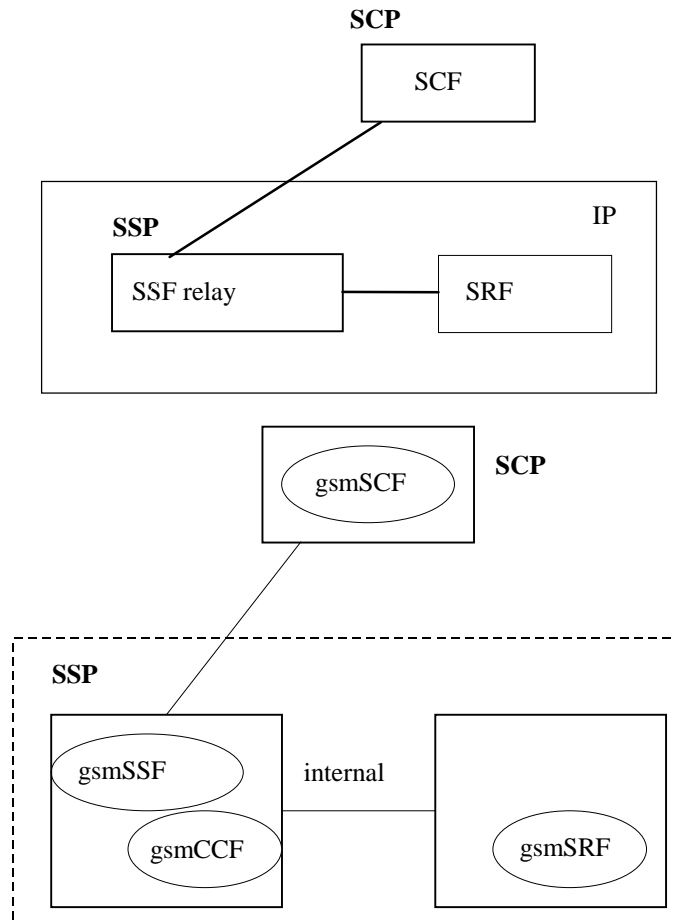 SCP
SCF
IP
SSP
SSF relay
SRF
SCP
gsmSCF
SSP
gsmSSF
internal
gsmCCF
gsmSRF